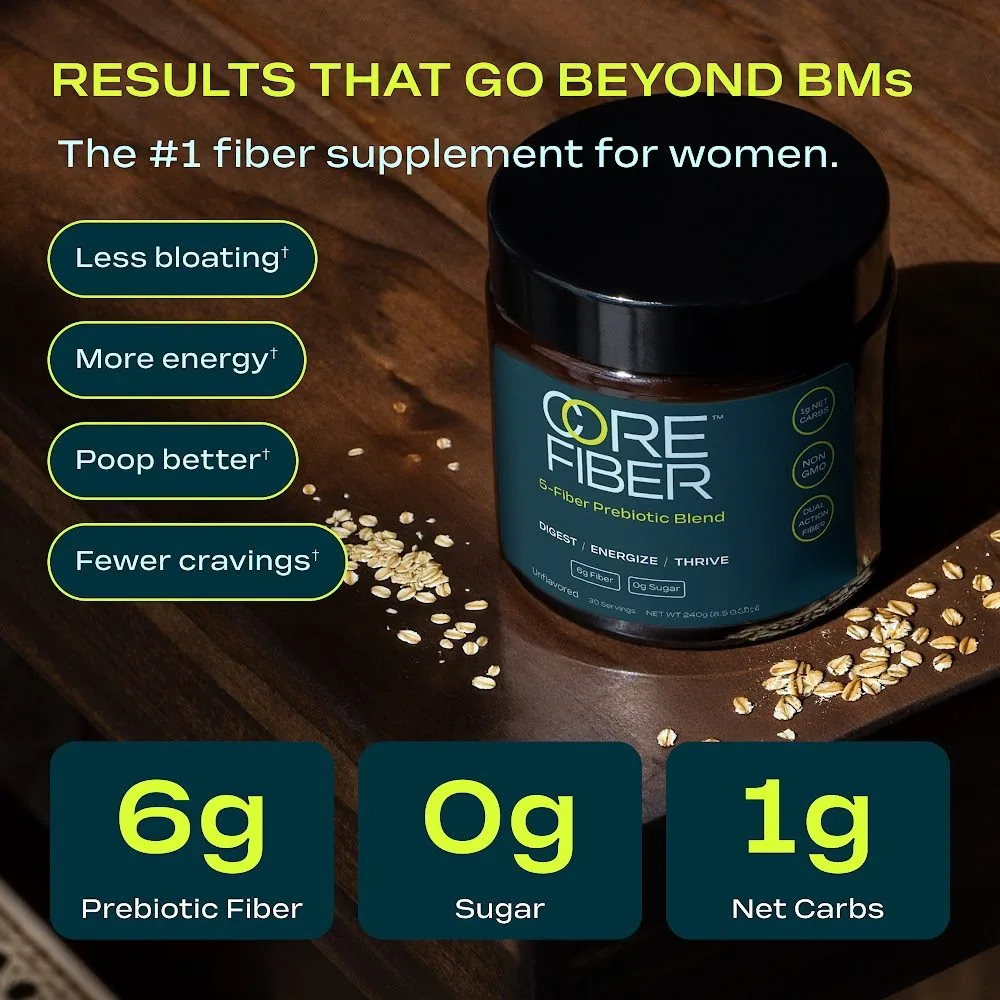 RESULTS THAT GO BEYOND BMs
The #1 fiber supplement for women.
Less bloating†
More energy†
Poop better†
Fewer cravings†
CORE™
FIBER
5-Fiber Prebiotic Blend
DIGEST / ENERGIZE / THRIVE
6g Fiber
0g Sugar
Unflavored
30 Servings
NET WT 240g
1g NET
CARBS
NON
GMO
DUAL
ACTION
FIBER
6g
Prebiotic Fiber
0g
Sugar
1g
Net Carbs